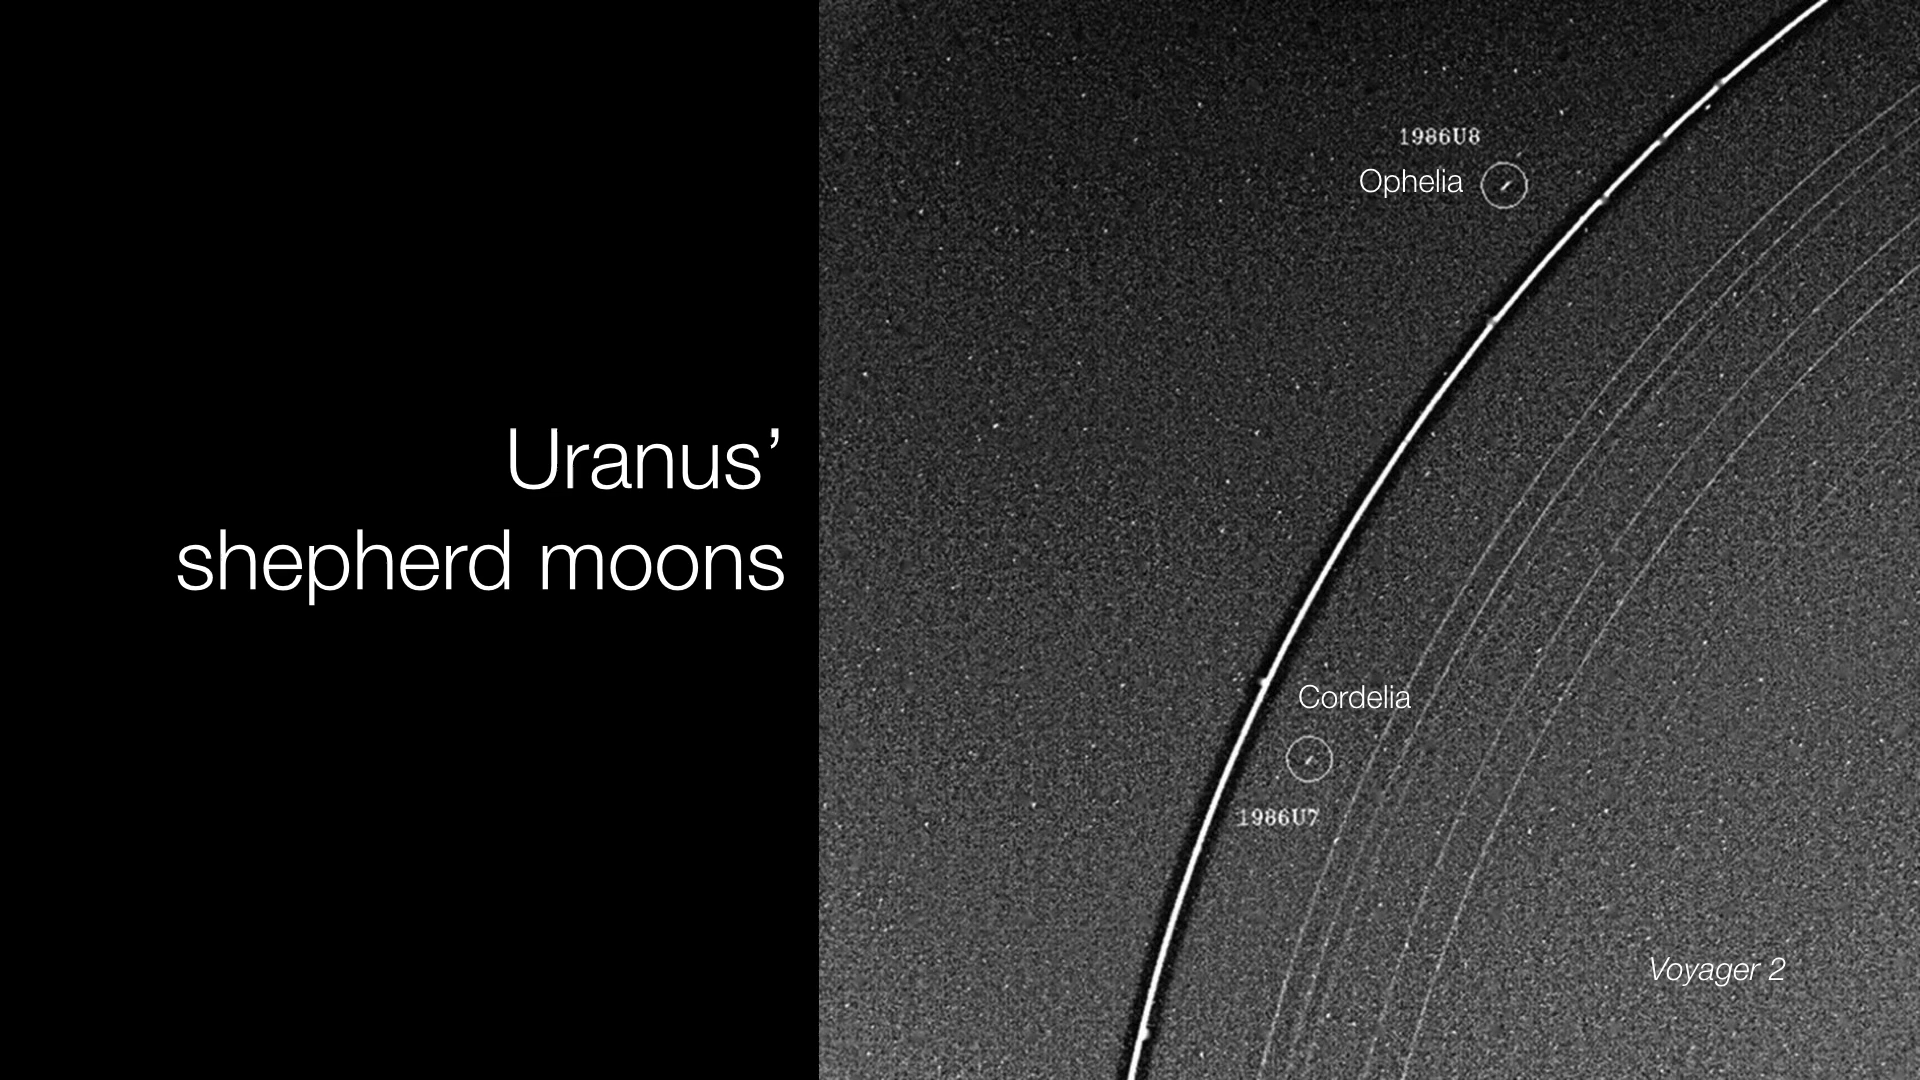 Uranus’
shepherd moons
1986U8
Ophelia
Cordelia
1986U7
Voyager 2